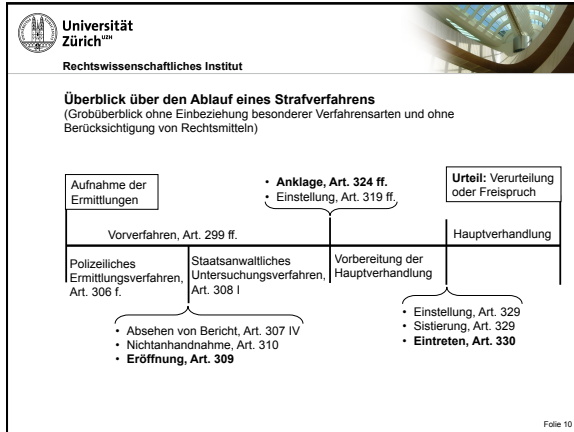 Universität
Zürich UZH
Rechtswissenschaftliches Institut
Überblick über den Ablauf eines Strafverfahrens
(Grobüberblick ohne Einbeziehung besonderer Verfahrensarten und ohne
Berücksichtigung von Rechtsmitteln)
Aufnahme der
Ermittlungen
• Anklage, Art. 324 ff.
• Einstellung, Art. 319 ff.
Urteil: Verurteilung
oder Freispruch
Vorverfahren, Art. 299 ff.
Hauptverhandlung
Polizeiliches
Ermittlungsverfahren,
Art. 306 f.
Staatsanwaltliches
Untersuchungsverfahren,
Art. 308 I
Vorbereitung der
Hauptverhandlung
• Absehen von Bericht, Art. 307 IV
• Nichtanhandnahme, Art. 310
• Eröffnung, Art. 309
• Einstellung, Art. 329
• Sistierung, Art. 329
• Eintreten, Art. 330
Folie 10